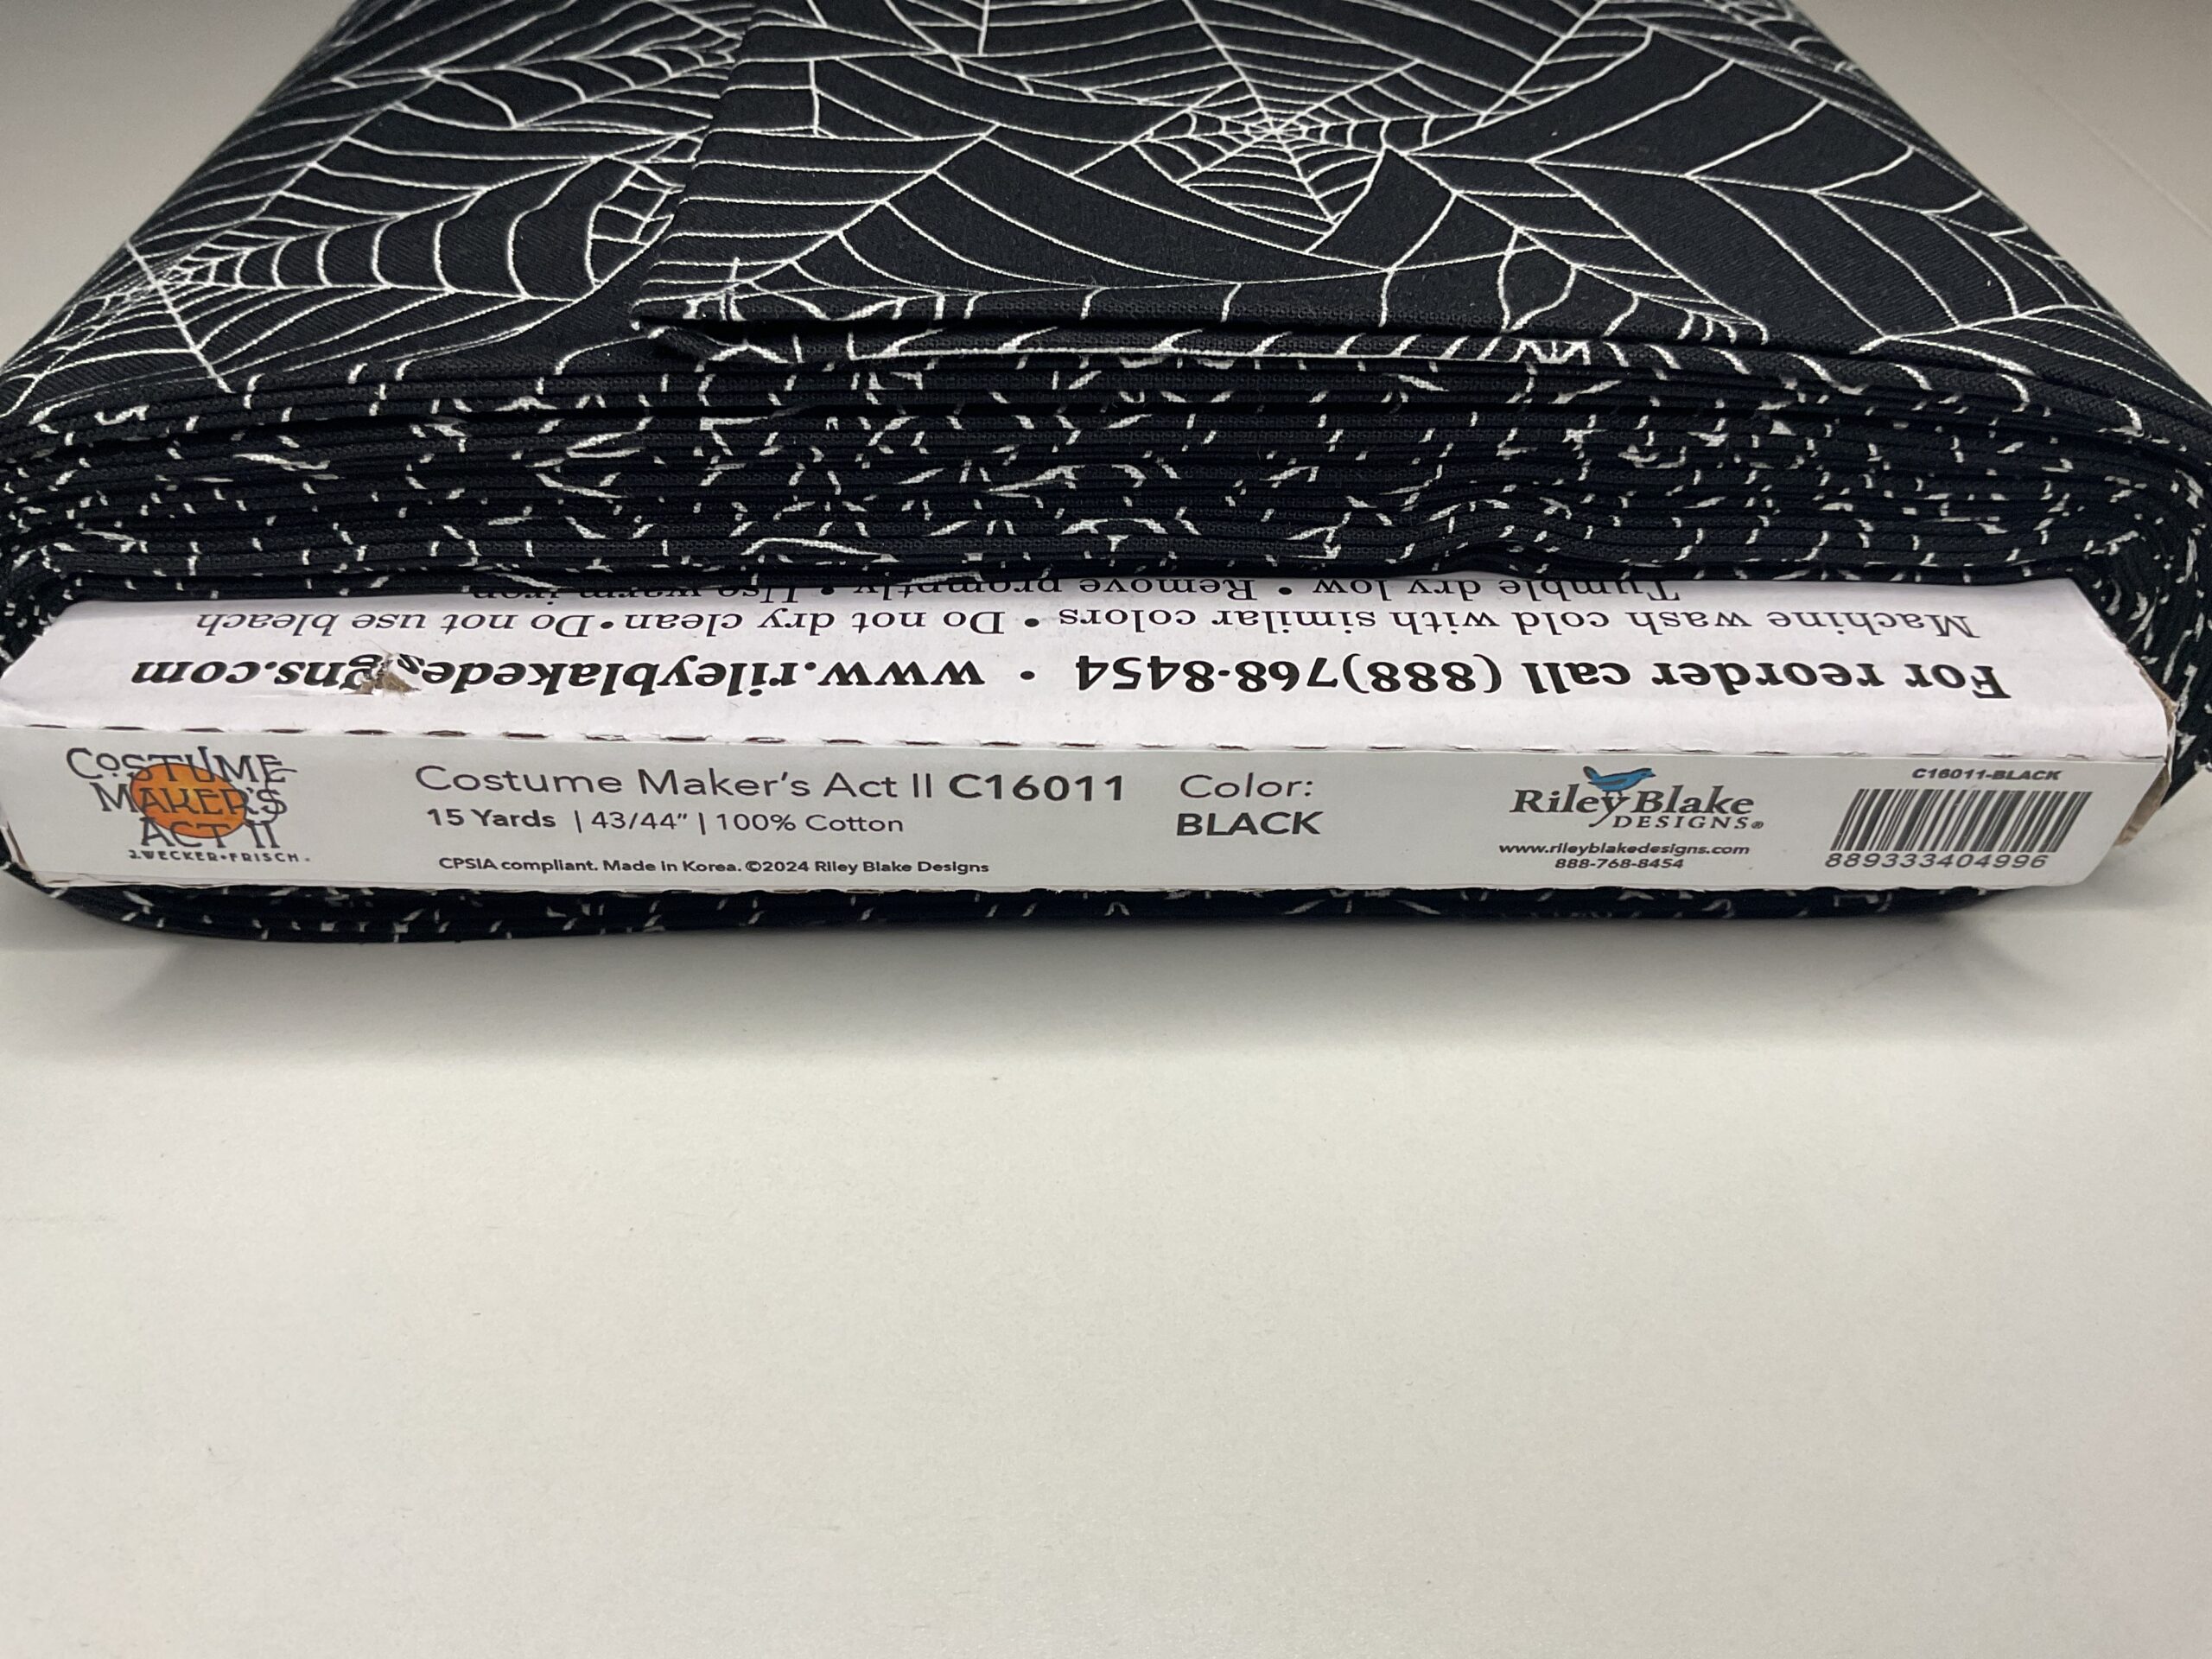 Tumble dry low • Remove promptly • Use warm iron
Machine wash cold with similar colors • Do not dry clean • Do not use bleach
For reorder call (888)768-8454 • www.rileyblakedesigns.com
COSTUME
MAKER'S
ACT II
J.WECKER•FRISCH
Costume Maker's Act II C16011
15 Yards | 43/44" | 100% Cotton
CPSIA compliant. Made in Korea. ©2024 Riley Blake Designs
Color:
BLACK
Riley Blake
DESIGNS®
www.rileyblakedesigns.com
888-768-8454
C16011-BLACK
889333404996